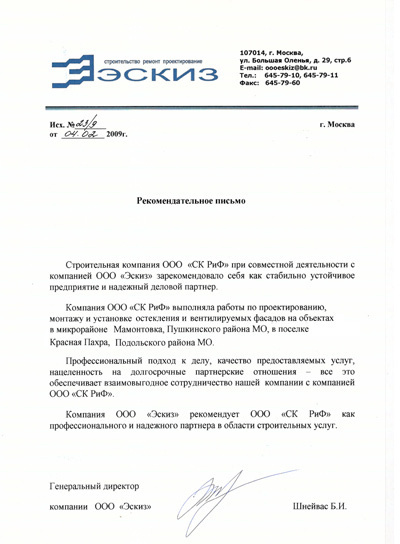 строительство ремонт проектирование
ЭСКИЗ
107014, г. Москва,
ул. Большая Оленья, д. 29, стр.6
E-mail: oooeskiz@bk.ru
Тел.: 645-79-10, 645-79-11
Факс: 645-79-60
Исх. № 23/9
от 04.02 2009г.
г. Москва
Рекомендательное письмо
Строительная компания ООО «СК РиФ» при совместной деятельности с
компанией ООО «Эскиз» зарекомендовало себя как стабильно устойчивое
предприятие и надежный деловой партнер.
Компания ООО «СК РиФ» выполняла работы по проектированию,
монтажу и установке остекления и вентилируемых фасадов на объектах
в микрорайоне Мамонтовка, Пушкинского района МО, в поселке
Красная Пахра, Подольского района МО.
Профессиональный подход к делу, качество предоставляемых услуг,
нацеленность на долгосрочные партнерские отношения – все это
обеспечивает взаимовыгодное сотрудничество нашей компании с компанией
ООО «СК РиФ».
Компания ООО «Эскиз» рекомендует ООО «СК РиФ» как
профессионального и надежного партнера в области строительных услуг.
Генеральный директор
компании ООО «Эскиз»
Шнейвас Б.И.